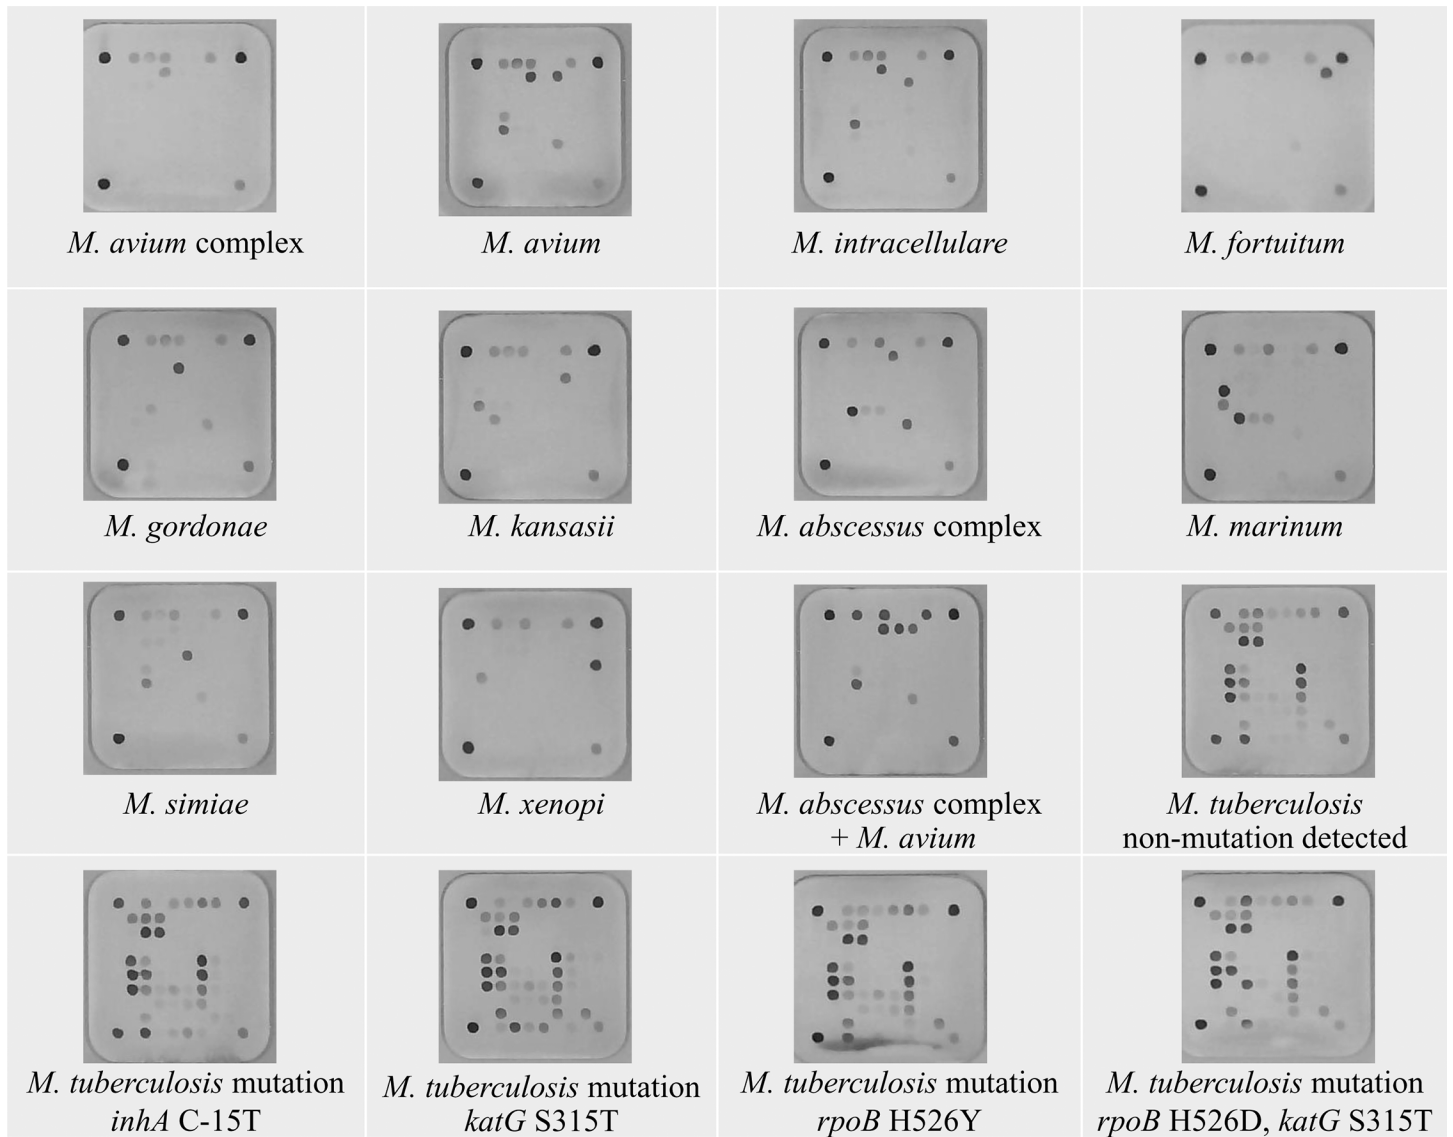 M. avium complex
M. avium
M. intracellulare
M. fortuitum
M. gordonae
M. kansasii
M. abscessus complex
M. marinum
M. simiae
M. xenopi
M. abscessus complex
+ M. avium
M. tuberculosis
non-mutation detected
M. tuberculosis mutation
inhA C-15T
M. tuberculosis mutation
katG S315T
M. tuberculosis mutation
rpoB H526Y
M. tuberculosis mutation
rpoB H526D, katG S315T